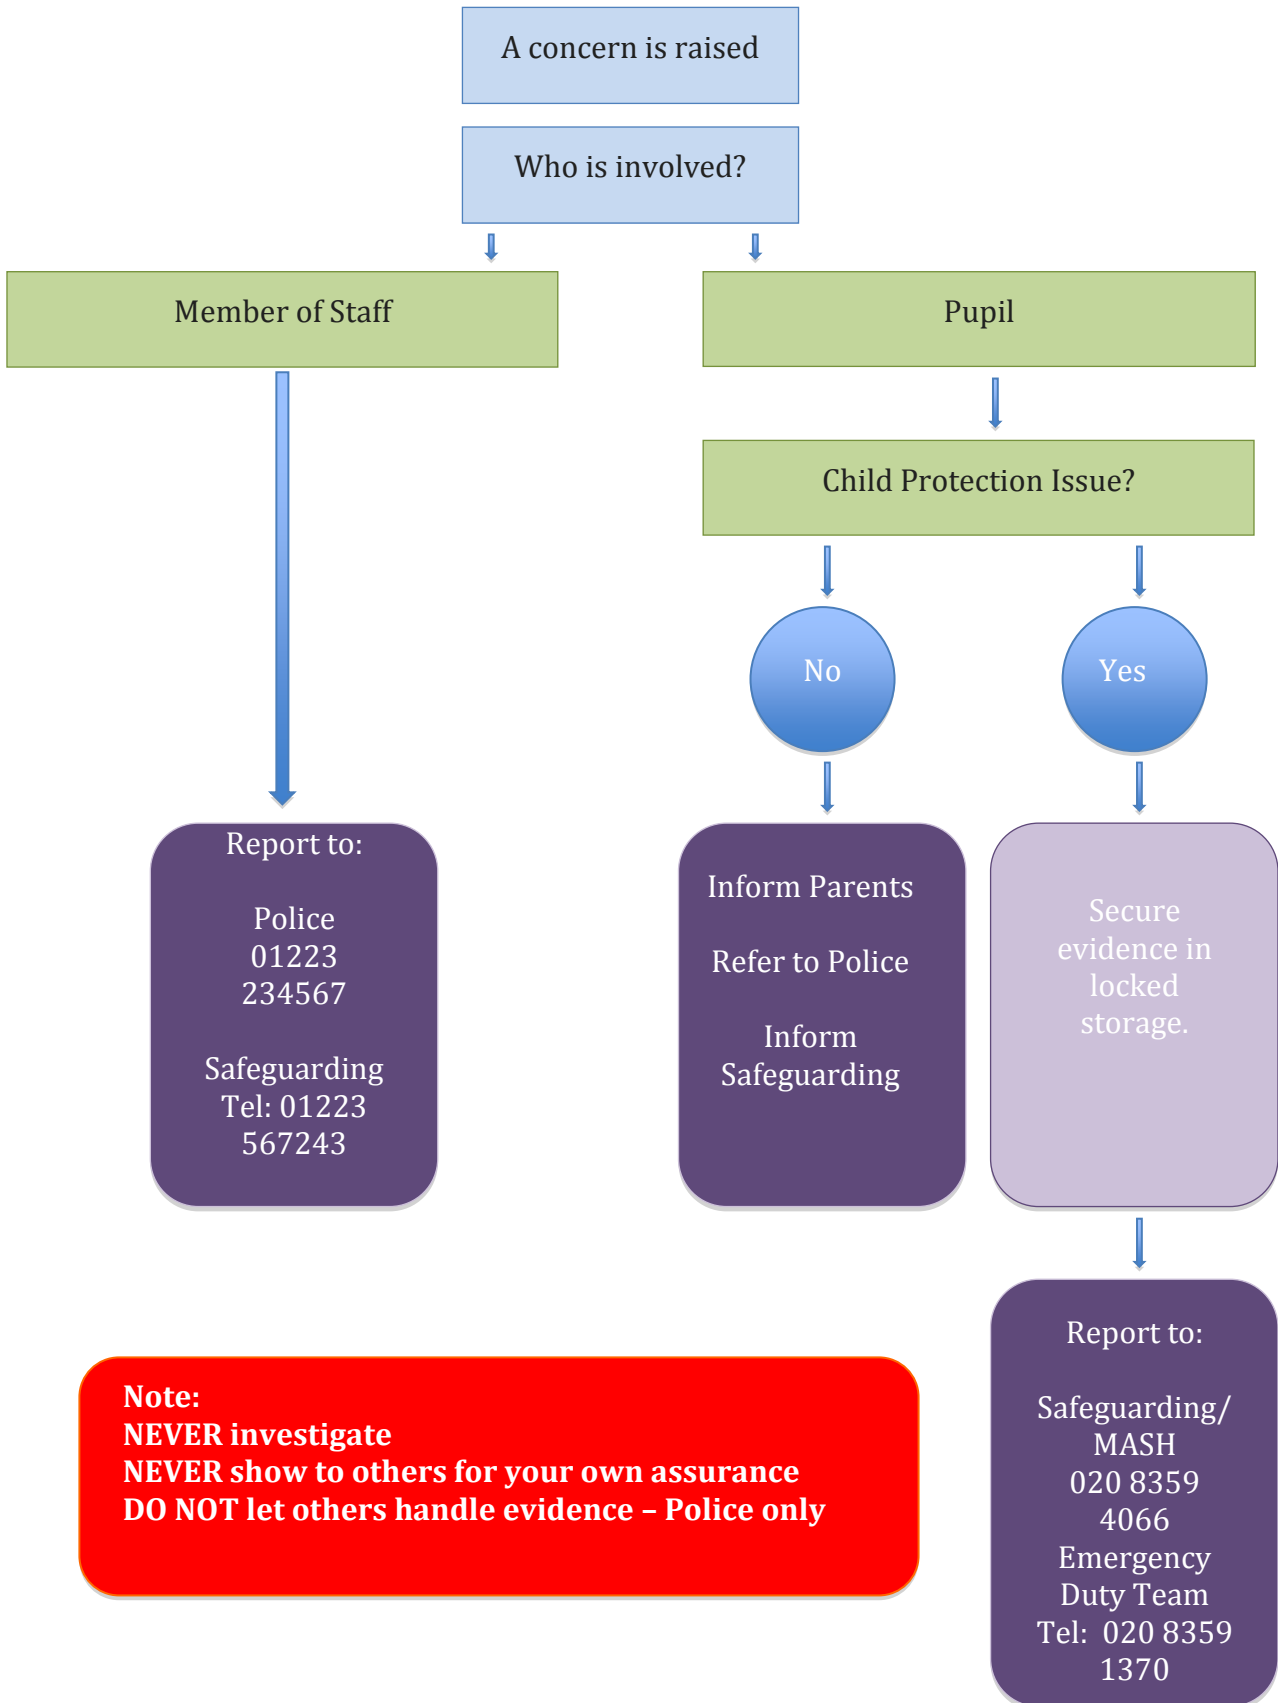 A concern is raised
Who is involved?
Member of Staff
Pupil
Child Protection Issue?
No
Yes
Report to:
Police
01223
234567
Safeguarding
Tel: 01223
567243
Inform Parents
Refer to Police
Inform
Safeguarding
Secure
evidence in
locked
storage.
Report to:
Safeguarding/
MASH
020 8359
4066
Emergency
Duty Team
Tel:  020 8359
1370
Note:
NEVER investigate
NEVER show to others for your own assurance
DO NOT let others handle evidence – Police only